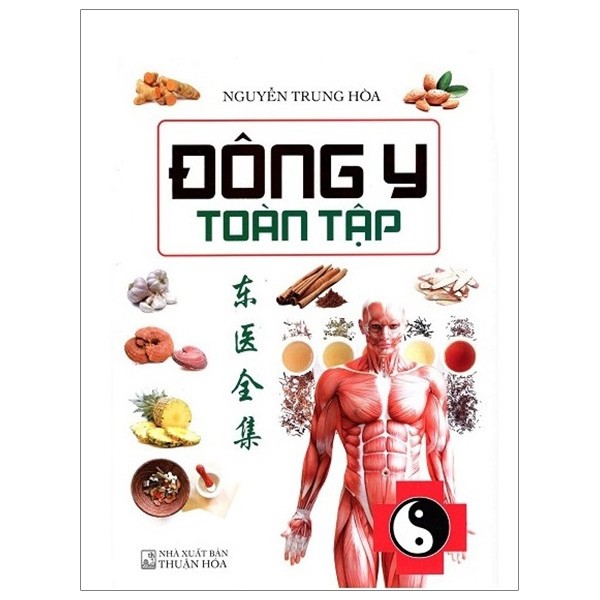 NGUYỄN TRUNG HÒA
ĐÔNG Y
TOÀN TẬP
东医全集
NHÀ XUẤT BẢN
THUẬN HÓA